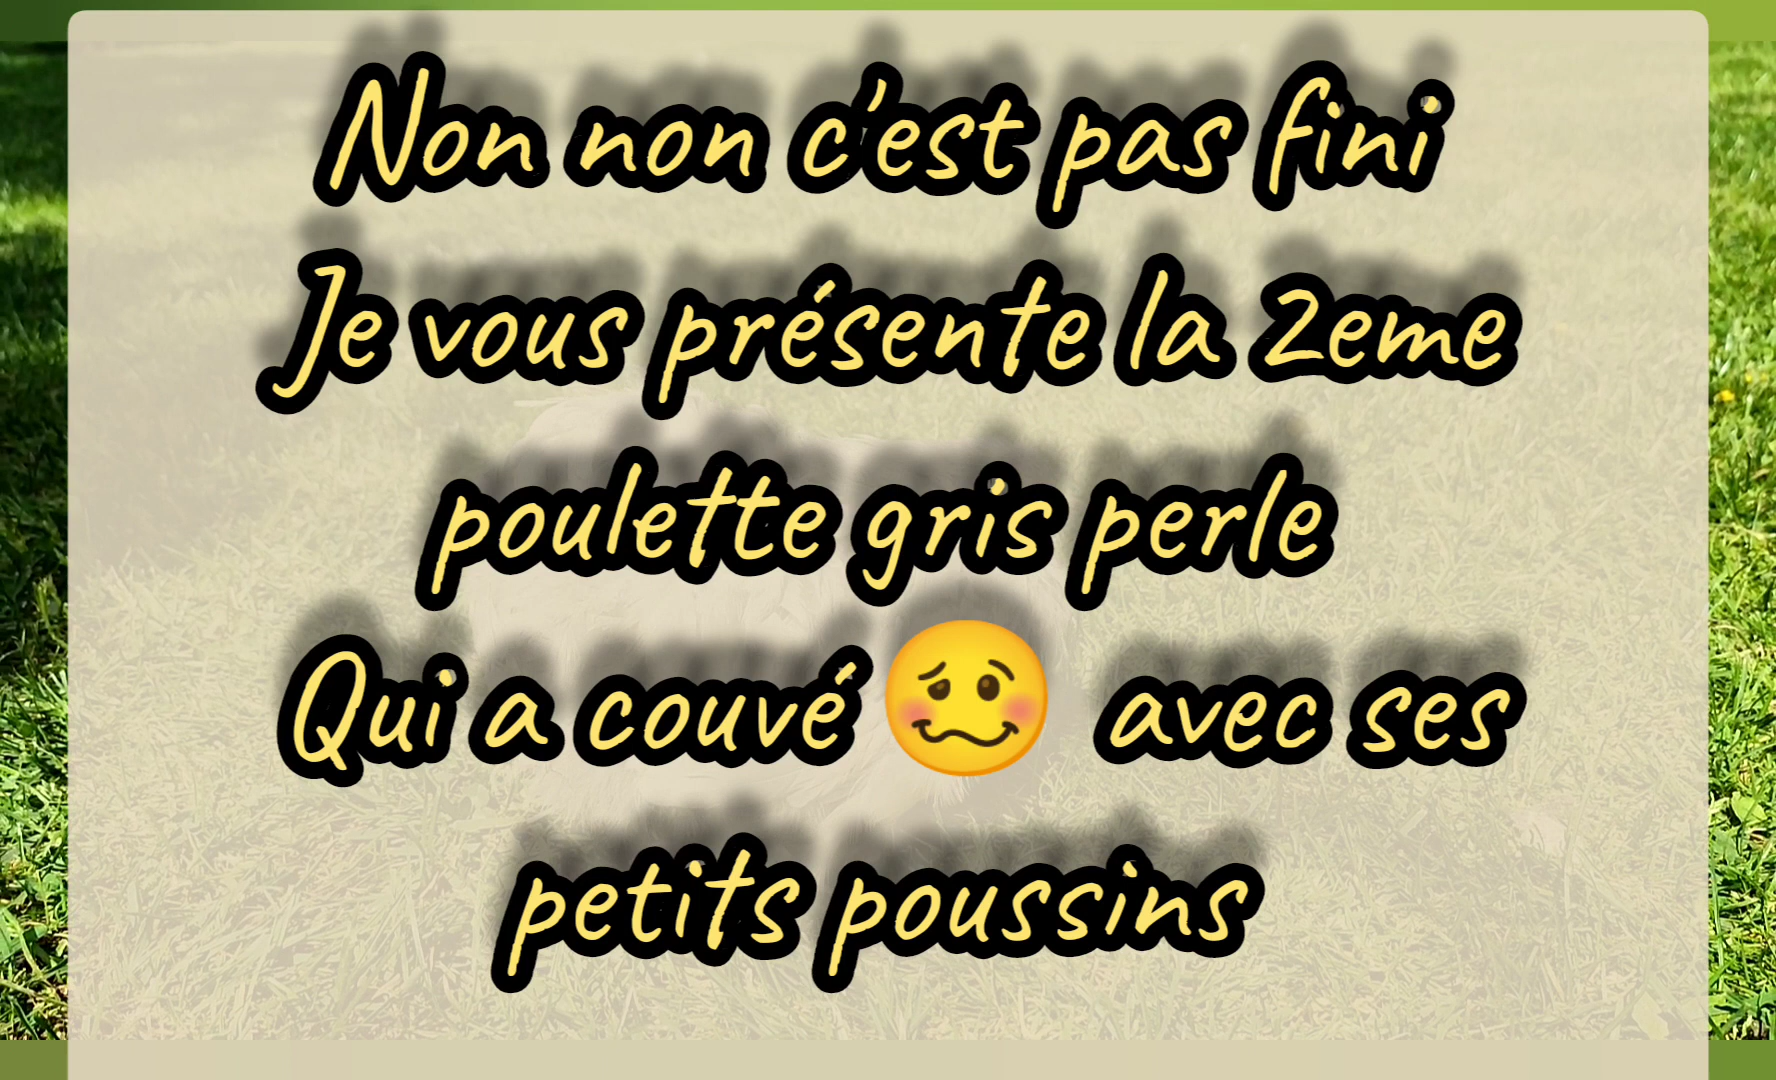 Non non c'est pas fini
Je vous présente la 2eme
poulette gris perle
Qui a couvé 🥴 avec ses
petits poussins